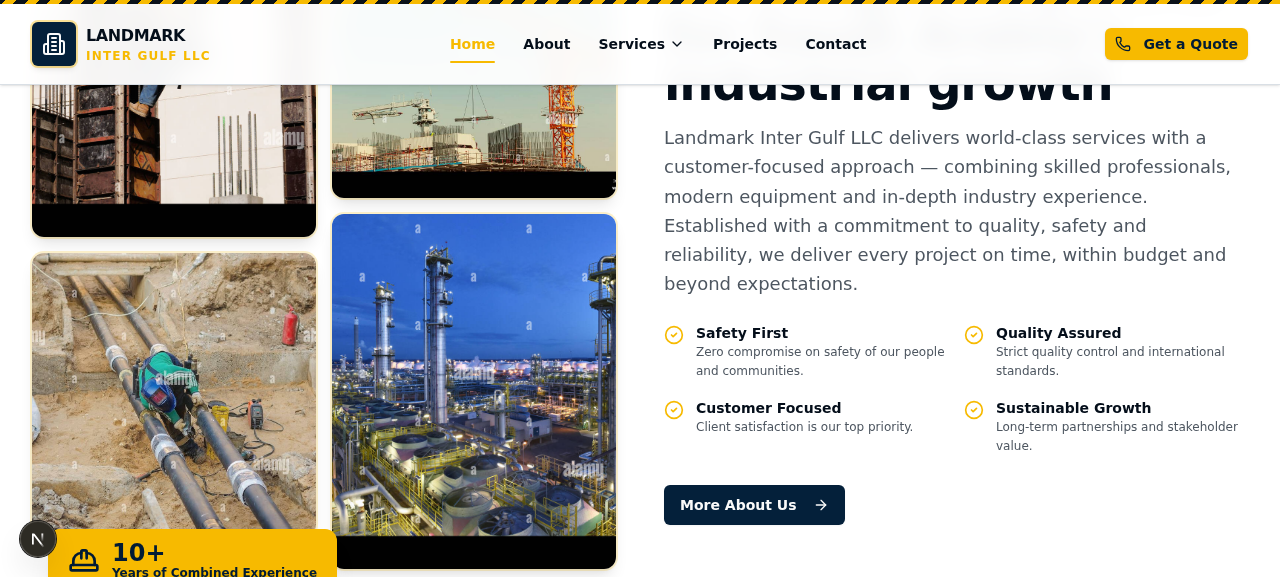 LANDMARK
INTER GULF LLC
Home
About
Services
Projects
Contact
Get a Quote
industrial growth
Landmark Inter Gulf LLC delivers world-class services with a
customer-focused approach — combining skilled professionals,
modern equipment and in-depth industry experience.
Established with a commitment to quality, safety and
reliability, we deliver every project on time, within budget and
beyond expectations.
Safety First
Zero compromise on safety of our people
and communities.
Quality Assured
Strict quality control and international
standards.
Customer Focused
Client satisfaction is our top priority.
Sustainable Growth
Long-term partnerships and stakeholder
value.
More About Us
10+
Years of Combined Experience
alamy
a
a
a
alamy
a
alamy
a
a
a
a
a
a
alamy
N